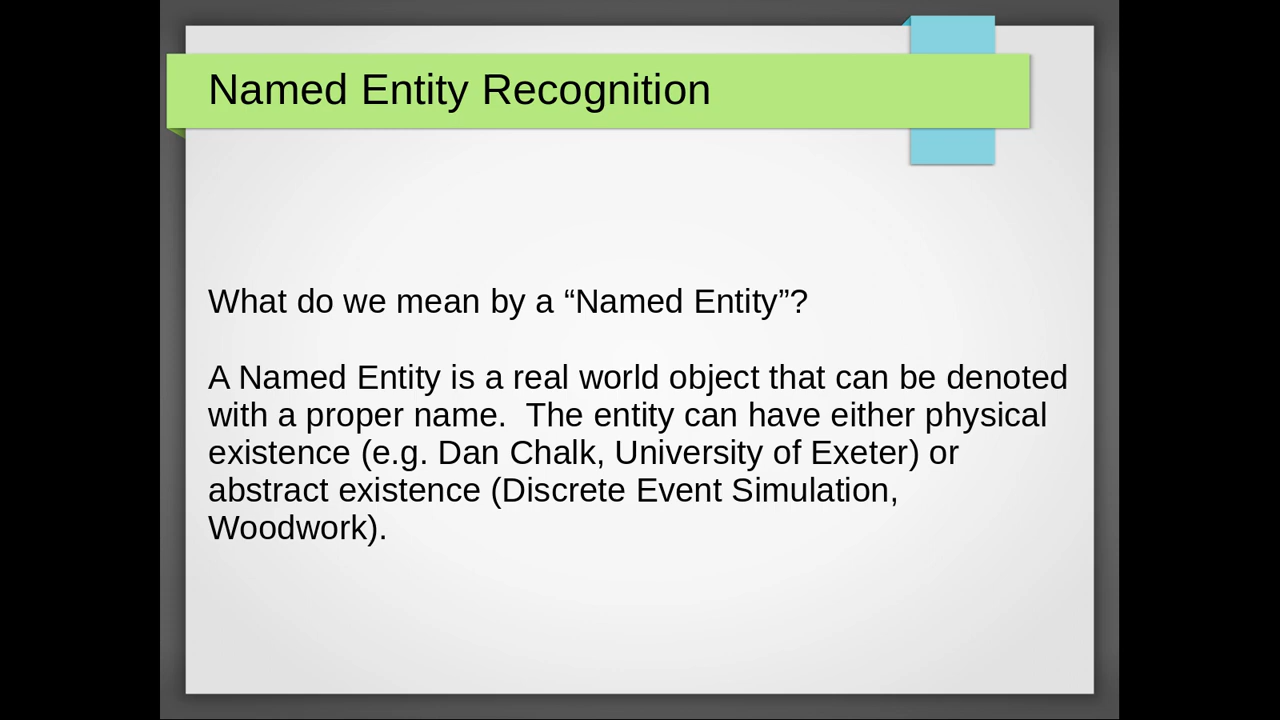 Named Entity Recognition
What do we mean by a “Named Entity”?
A Named Entity is a real world object that can be denoted
with a proper name.  The entity can have either physical
existence (e.g. Dan Chalk, University of Exeter) or
abstract existence (Discrete Event Simulation,
Woodwork).